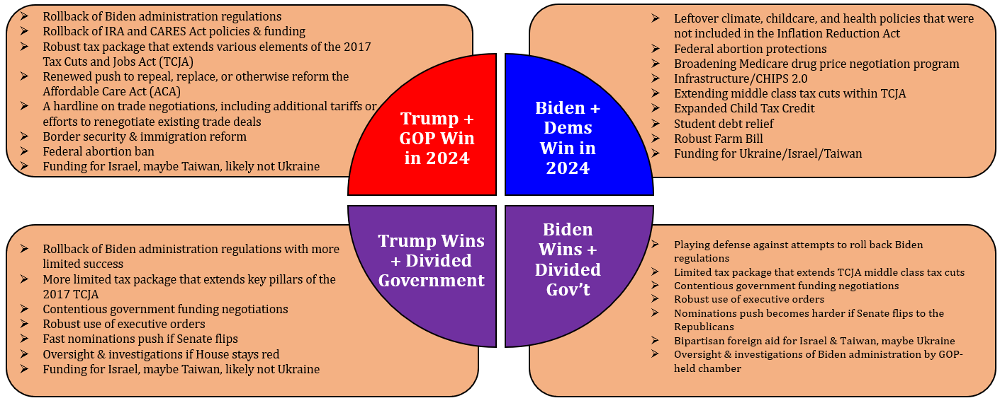 ➢ Rollback of Biden administration regulations
➢ Rollback of IRA and CARES Act policies & funding
➢ Robust tax package that extends various elements of the 2017
Tax Cuts and Jobs Act (TCJA)
➢ Renewed push to repeal, replace, or otherwise reform the
Affordable Care Act (ACA)
➢ A hardline on trade negotiations, including additional tariffs or
efforts to renegotiate existing trade deals
➢ Border security & immigration reform
➢ Federal abortion ban
➢ Funding for Israel, maybe Taiwan, likely not Ukraine
Trump +
GOP Win
in 2024
Biden +
Dems
Win in
2024
➢ Leftover climate, childcare, and health policies that were
not included in the Inflation Reduction Act
➢ Federal abortion protections
➢ Broadening Medicare drug price negotiation program
➢ Infrastructure/CHIPS 2.0
➢ Extending middle class tax cuts within TCJA
➢ Expanded Child Tax Credit
➢ Student debt relief
➢ Robust Farm Bill
➢ Funding for Ukraine/Israel/Taiwan
➢ Rollback of Biden administration regulations with more
limited success
➢ More limited tax package that extends key pillars of the
2017 TCJA
➢ Contentious government funding negotiations
➢ Robust use of executive orders
➢ Fast nominations push if Senate flips
➢ Oversight & investigations if House stays red
➢ Funding for Israel, maybe Taiwan, likely not Ukraine
Trump Wins
+ Divided
Government
Biden
Wins +
Divided
Gov't
➢ Playing defense against attempts to roll back Biden
regulations
➢ Limited tax package that extends TCJA middle class tax cuts
➢ Contentious government funding negotiations
➢ Robust use of executive orders
➢ Nominations push becomes harder if Senate flips to the
Republicans
➢ Bipartisan foreign aid for Israel & Taiwan, maybe Ukraine
➢ Oversight & investigations of Biden administration by GOP-
held chamber